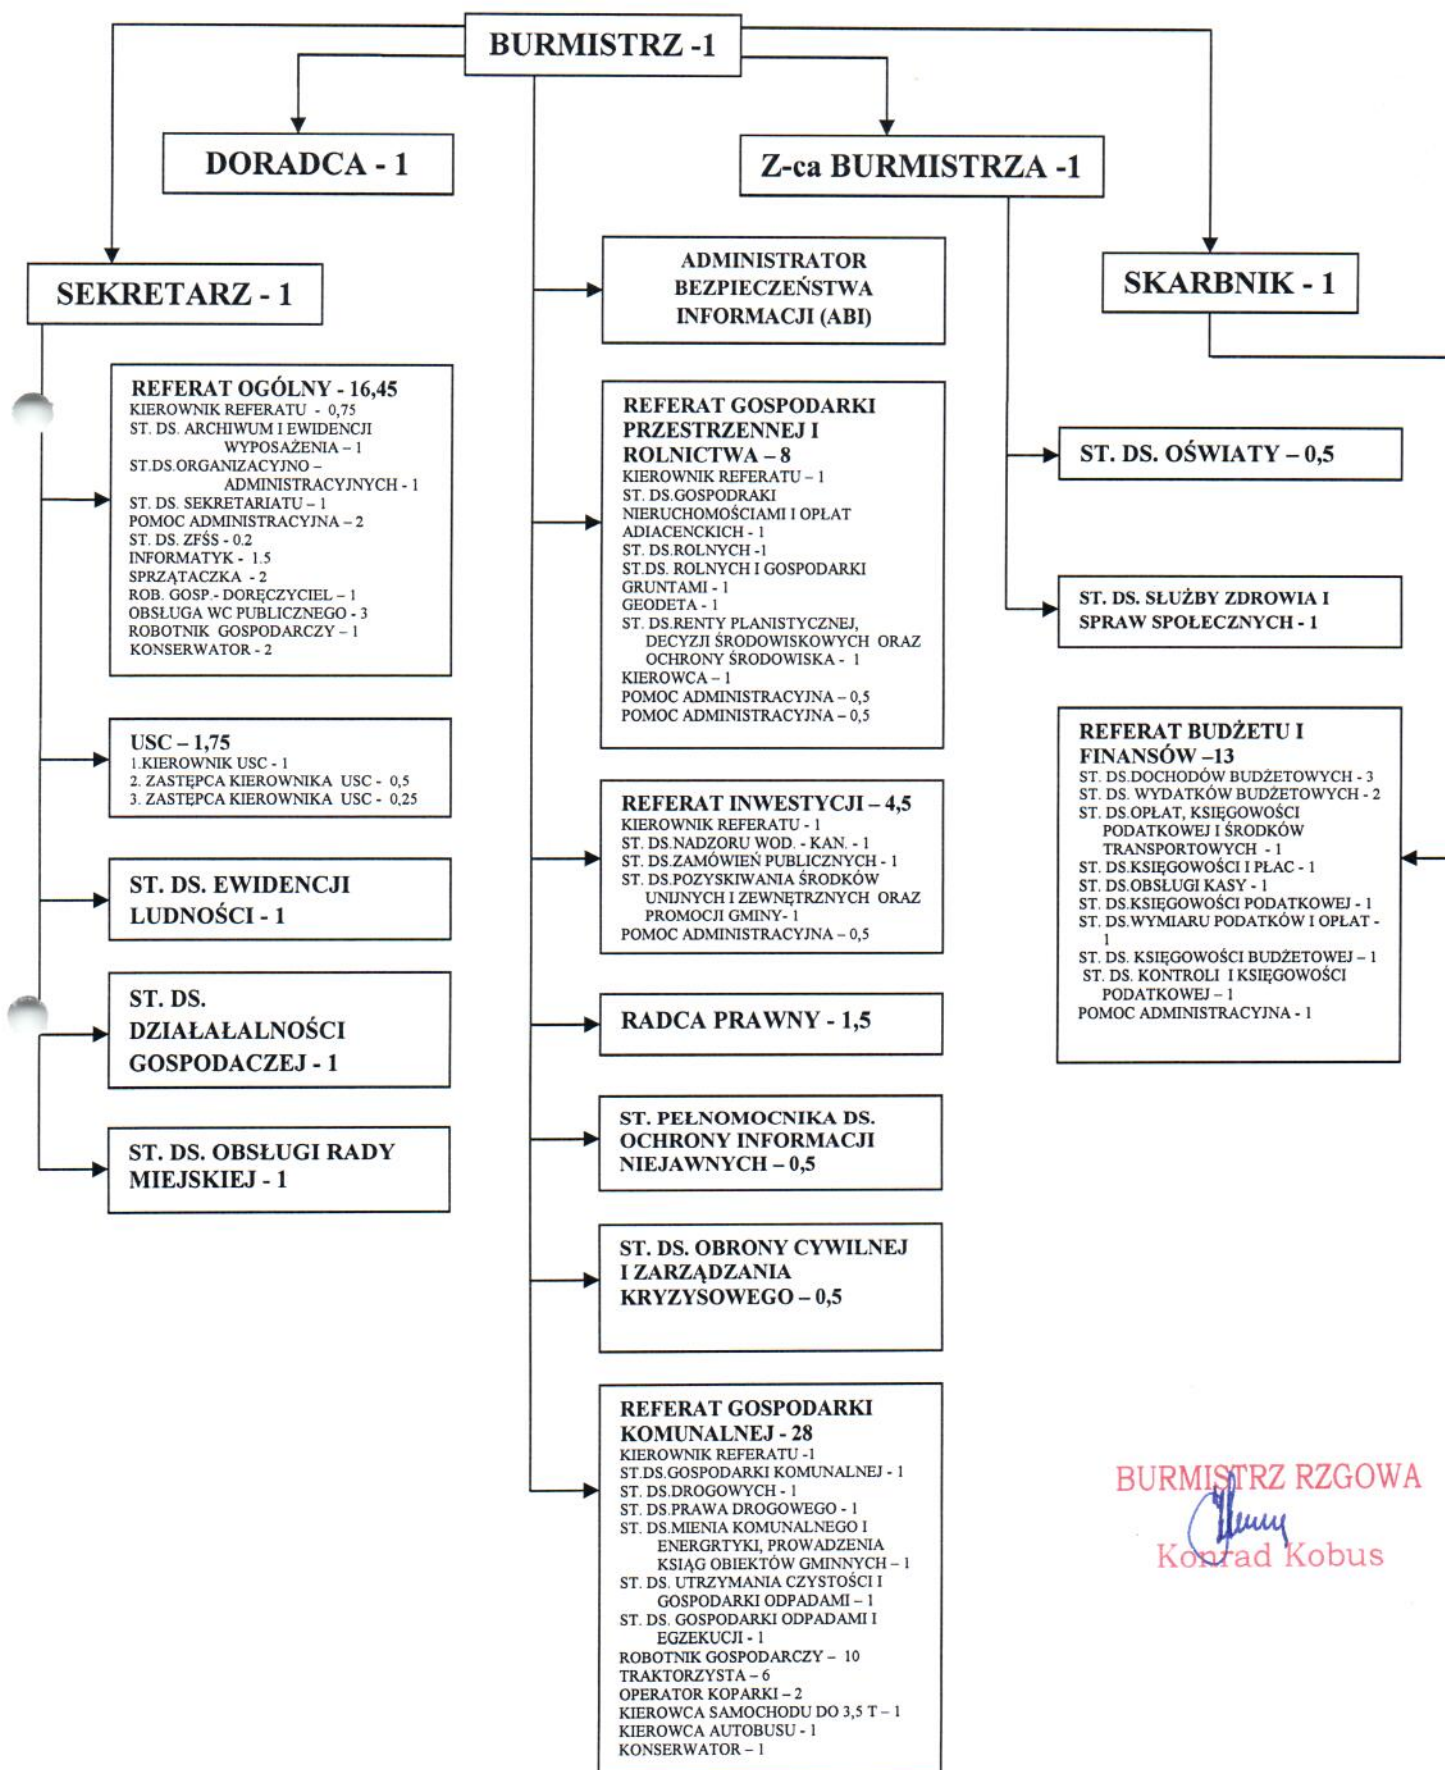 BURMISTRZ -1
DORADCA - 1
Z-ca BURMISTRZA -1
SEKRETARZ - 1
ADMINISTRATOR
BEZPIECZEŃSTWA
INFORMACJI (ABI)
SKARBNIK - 1
REFERAT OGÓLNY - 16,45
KIEROWNIK REFERATU - 0,75
ST. DS. ARCHIWUM I EWIDENCJI
WYPOSAŻENIA – 1
ST.DS.ORGANIZACYJNO –
ADMINISTRACYJNYCH - 1
ST. DS. SEKRETARIATU – 1
POMOC ADMINISTRACYJNA – 2
ST. DS. ZFŚS - 0.2
INFORMATYK - 1.5
SPRZĄTACZKA - 2
ROB. GOSP.- DORĘCZYCIEL – 1
OBSŁUGA WC PUBLICZNEGO - 3
ROBOTNIK GOSPODARCZY – 1
KONSERWATOR - 2
USC – 1,75
1.KIEROWNIK USC - 1
2. ZASTĘPCA KIEROWNIKA USC - 0,5
3. ZASTĘPCA KIEROWNIKA USC - 0,25
ST. DS. EWIDENCJI
LUDNOŚCI - 1
ST. DS.
DZIAŁAŁALNOŚCI
GOSPODACZEJ - 1
ST. DS. OBSŁUGI RADY
MIEJSKIEJ - 1
REFERAT GOSPODARKI
PRZESTRZENNEJ I
ROLNICTWA – 8
KIEROWNIK REFERATU – 1
ST. DS.GOSPODRAKI
NIERUCHOMOŚCIAMI I OPŁAT
ADIACENCKICH - 1
ST. DS.ROLNYCH -1
ST.DS. ROLNYCH I GOSPODARKI
GRUNTAMI - 1
GEODETA - 1
ST. DS.RENTY PLANISTYCZNEJ,
DECYZJI ŚRODOWISKOWYCH ORAZ
OCHRONY ŚRODOWISKA - 1
KIEROWCA – 1
POMOC ADMINISTRACYJNA – 0,5
POMOC ADMINISTRACYJNA – 0,5
REFERAT INWESTYCJI – 4,5
KIEROWNIK REFERATU - 1
ST. DS.NADZORU WOD. - KAN. - 1
ST. DS.ZAMÓWIEŃ PUBLICZNYCH - 1
ST. DS.POZYSKIWANIA ŚRODKÓW
UNIJNYCH I ZEWNĘTRZNYCH ORAZ
PROMOCJI GMINY- 1
POMOC ADMINISTRACYJNA – 0,5
RADCA PRAWNY - 1,5
ST. PEŁNOMOCNIKA DS.
OCHRONY INFORMACJI
NIEJAWNYCH – 0,5
ST. DS. OBRONY CYWILNEJ
I ZARZĄDZANIA
KRYZYSOWEGO – 0,5
REFERAT GOSPODARKI
KOMUNALNEJ - 28
KIEROWNIK REFERATU -1
ST.DS.GOSPODARKI KOMUNALNEJ - 1
ST. DS.DROGOWYCH - 1
ST. DS.PRAWA DROGOWEGO - 1
ST. DS.MIENIA KOMUNALNEGO I
ENERGRTYKI, PROWADZENIA
KSIĄG OBIEKTÓW GMINNYCH – 1
ST. DS. UTRZYMANIA CZYSTOŚCI I
GOSPODARKI ODPADAMI – 1
ST. DS. GOSPODARKI ODPADAMI I
EGZEKUCJI - 1
ROBOTNIK GOSPODARCZY – 10
TRAKTORZYSTA – 6
OPERATOR KOPARKI – 2
KIEROWCA SAMOCHODU DO 3,5 T – 1
KIEROWCA AUTOBUSU - 1
KONSERWATOR – 1
ST. DS. OŚWIATY – 0,5
ST. DS. SŁUŻBY ZDROWIA I
SPRAW SPOŁECZNYCH - 1
REFERAT BUDŻETU I
FINANSÓW –13
ST. DS.DOCHODÓW BUDŻETOWYCH - 3
ST. DS. WYDATKÓW BUDŻETOWYCH - 2
ST. DS.OPŁAT, KSIĘGOWOŚCI
PODATKOWEJ I ŚRODKÓW
TRANSPORTOWYCH - 1
ST. DS.KSIĘGOWOŚCI I PŁAC - 1
ST. DS.OBSŁUGI KASY - 1
ST. DS.KSIĘGOWOŚCI PODATKOWEJ - 1
ST. DS.WYMIARU PODATKÓW I OPŁAT -
1
ST. DS. KSIĘGOWOŚCI BUDŻETOWEJ – 1
ST. DS. KONTROLI I KSIĘGOWOŚCI
PODATKOWEJ – 1
POMOC ADMINISTRACYJNA - 1
BURMISTRZ RZGOWA
Konrad Kobus